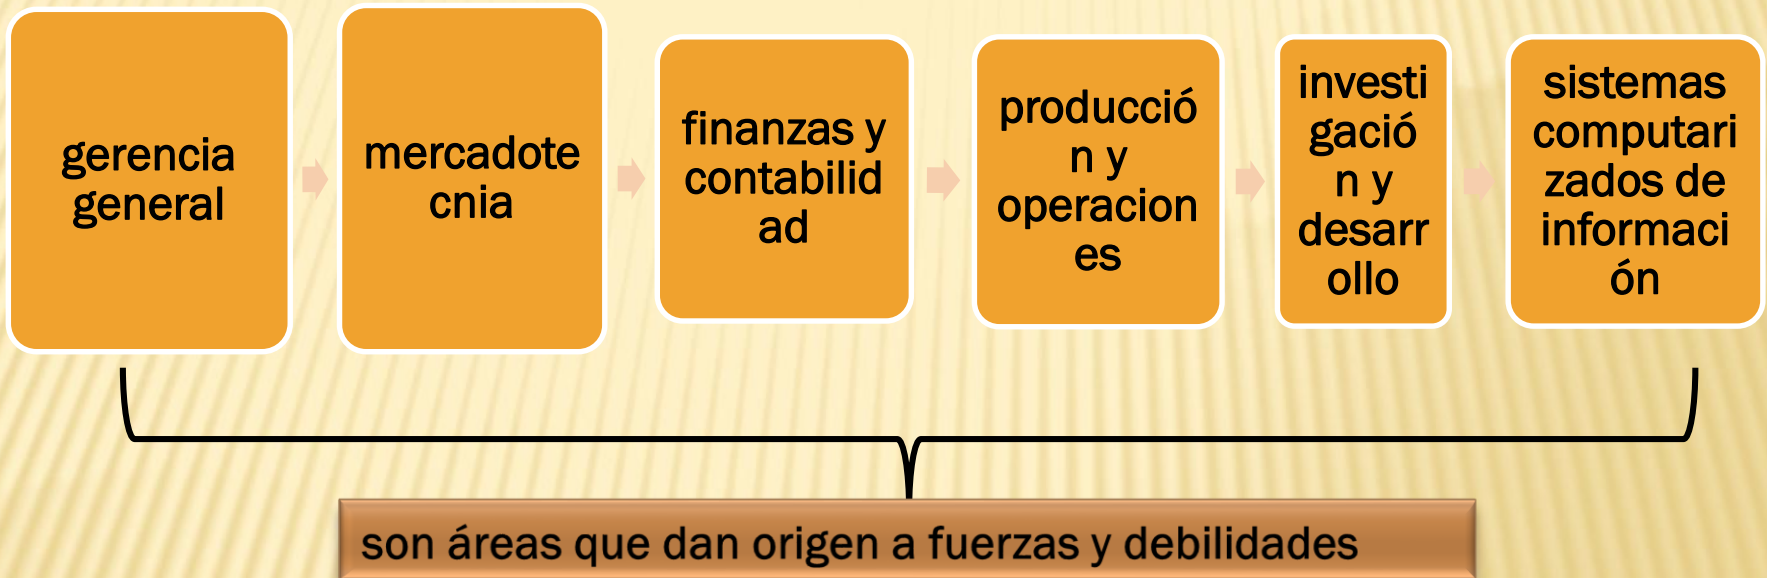 gerencia
general
mercadote
cnia
finanzas y
contabilid
ad
producció
n y
operacion
es
investi
gació
n y
desarr
ollo
sistemas
computari
zados de
informaci
ón
son áreas que dan origen a fuerzas y debilidades